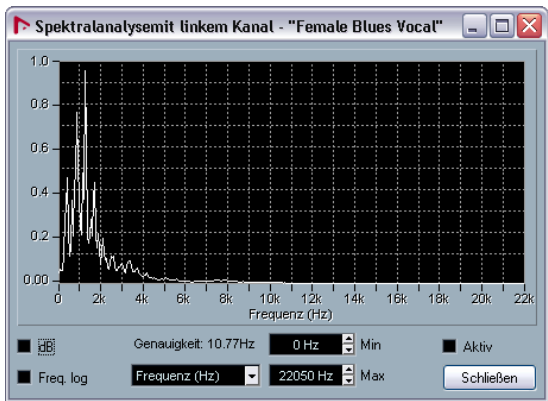 Spektralanalysemit linkem Kanal - "Female Blues Vocal"
1.0
0.8
0.6
0.4
0.2
0.00
0 2k 4k 6k 8k 10k 12k 14k 16k 18k 20k 22k
Frequenz (Hz)
dB Genauigkeit: 10.77Hz 0 Hz Min Aktiv
Freq. log Frequenz (Hz) 22050 Hz Max Schließen